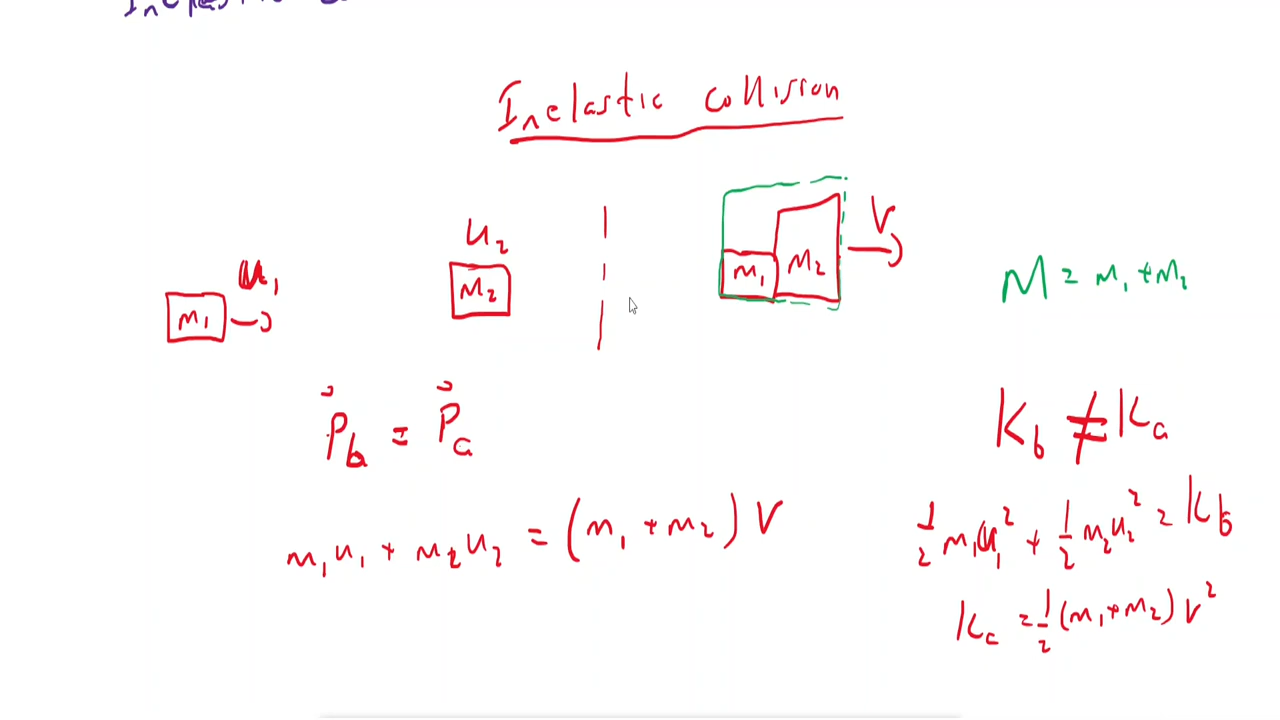 Inelastic collision
u₁
m₁
u₂
m₂
m₁ m₂
V
M = m₁ + m₂
P⃗b = P⃗a
m₁u₁ + m₂u₂ = (m₁ + m₂) V
Kb ≠ Ka
½ m₁u₁² + ½ m₂u₂² = Kb
Ka = ½ (m₁ + m₂) v²